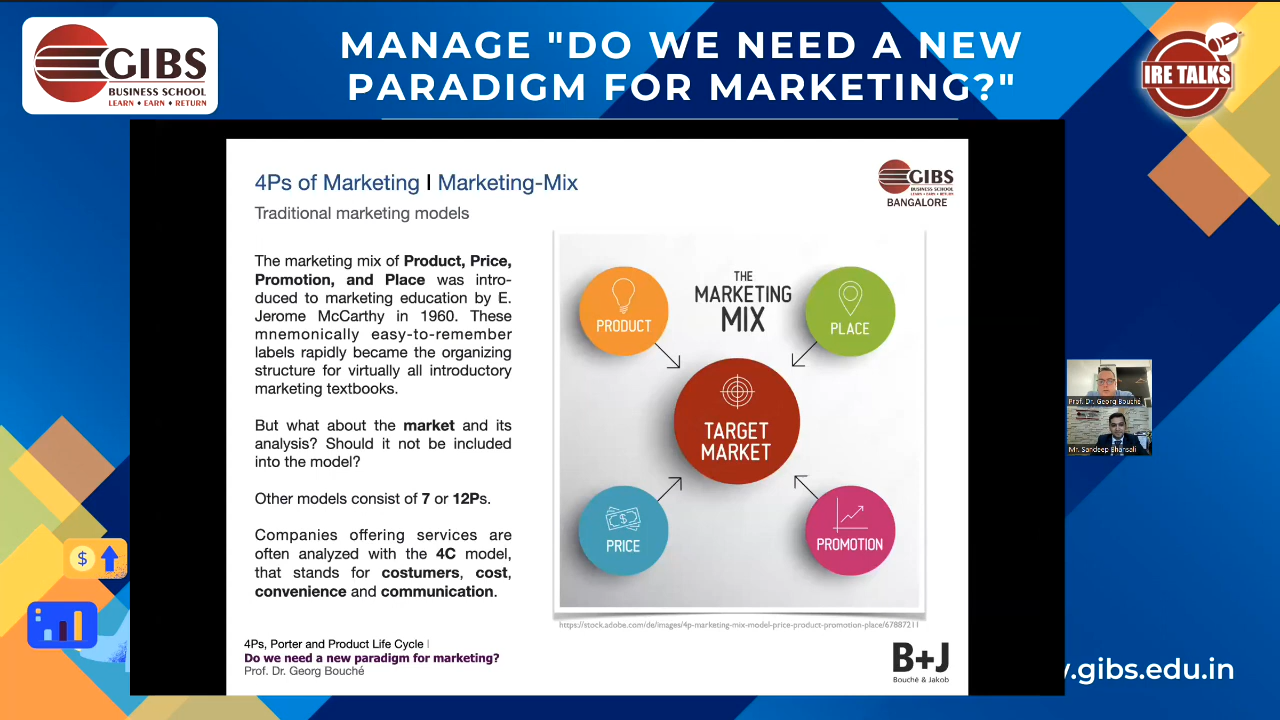 GIBS
BUSINESS SCHOOL
LEARN ♦ EARN ♦ RETURN
MANAGE "DO WE NEED A NEW
PARADIGM FOR MARKETING?"
IRE TALKS
4Ps of Marketing I Marketing-Mix
Traditional marketing models
GIBS
BUSINESS SCHOOL
LEARN ♦ EARN ♦ RETURN
BANGALORE
The marketing mix of Product, Price,
Promotion, and Place was intro-
duced to marketing education by E.
Jerome McCarthy in 1960. These
mnemonically easy-to-remember
labels rapidly became the organizing
structure for virtually all introductory
marketing textbooks.
But what about the market and its
analysis? Should it not be included
into the model?
Other models consist of 7 or 12Ps.
Companies offering services are
often analyzed with the 4C model,
that stands for costumers, cost,
convenience and communication.
THE
MARKETING
MIX
PRODUCT
PLACE
TARGET
MARKET
PRICE
PROMOTION
https://stock.adobe.com/de/images/4p-marketing-mix-model-price-product-promotion-place/67887211
4Ps, Porter and Product Life Cycle |
Do we need a new paradigm for marketing?
Prof. Dr. Georg Bouché
B+J
Bouché & Jakob
Prof. Dr. Georg Bouché
Mr. Sandeep Bhansali
.gibs.edu.in